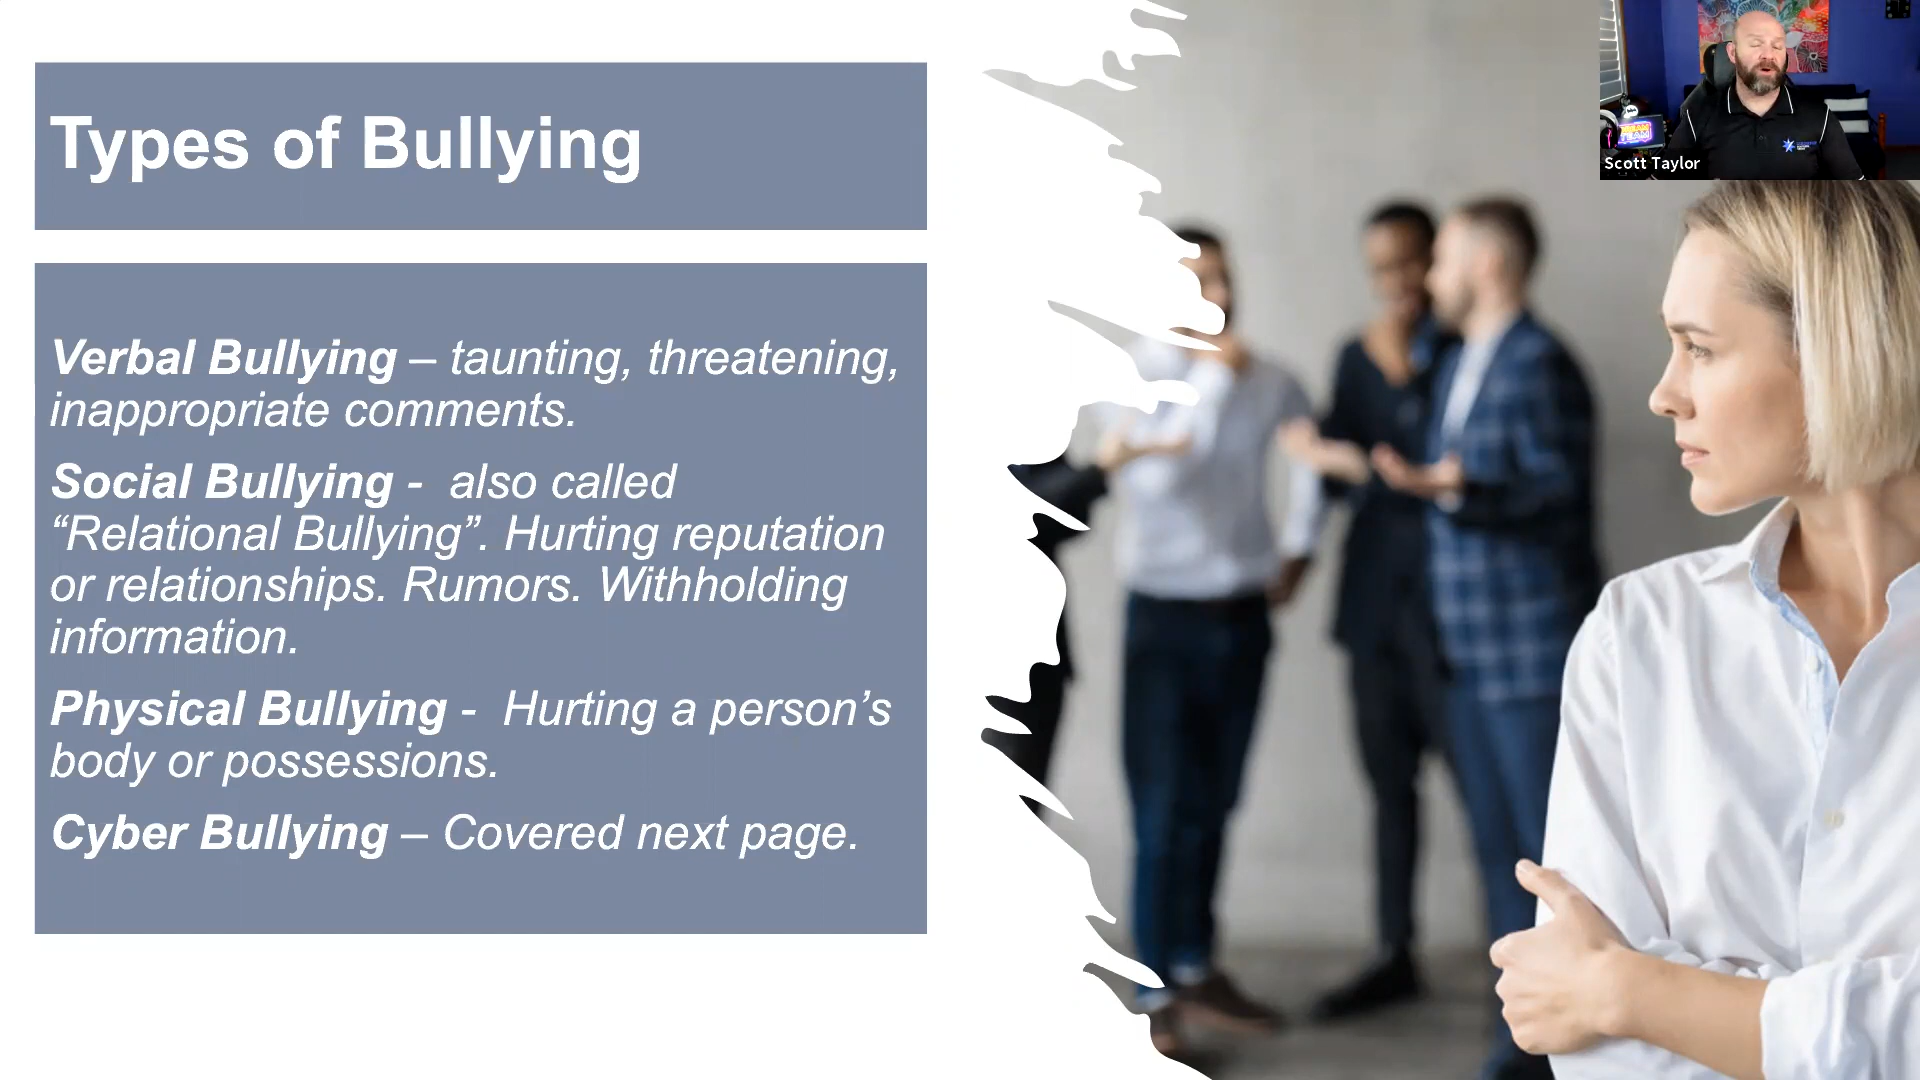 Types of Bullying
Verbal Bullying – taunting, threatening,
inappropriate comments.
Social Bullying -  also called
“Relational Bullying”. Hurting reputation
or relationships. Rumors. Withholding
information.
Physical Bullying -  Hurting a person’s
body or possessions.
Cyber Bullying – Covered next page.
Scott Taylor